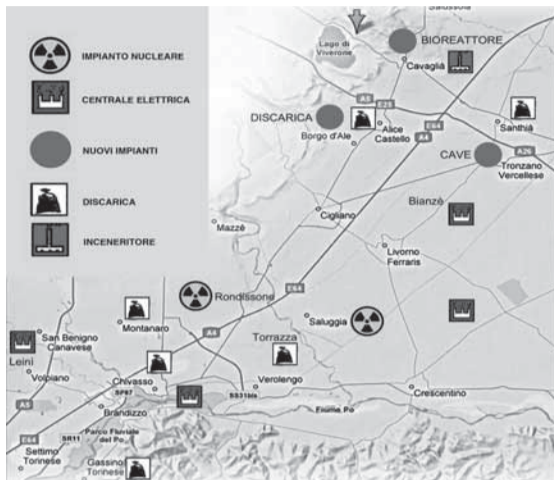 IMPIANTO NUCLEARE
CENTRALE ELETTRICA
NUOVI IMPIANTI
DISCARICA
INCENERITORE
Salussola
Lago di
Viverone
BIOREATTORE
Cavaglià
A5
E25
DISCARICA
Alice
Castello
Borgo d'Ale
E64
A4
Santhià
A26
CAVE
Tronzano
Vercellese
Bianzè
Cigliano
Mazzè
Livorno
Ferraris
E64
Rondissone
Saluggia
Montanaro
A4
San Benigno
Canavese
Leini
Volpiano
Torrazza
Chivasso
SP87
Verolengo
SS31bis
Crescentino
A5
Brandizzo
Fiume Po
E64
SR11
Parco Fluviale
del Po
Settimo
Torinese
Gassino
Torinese